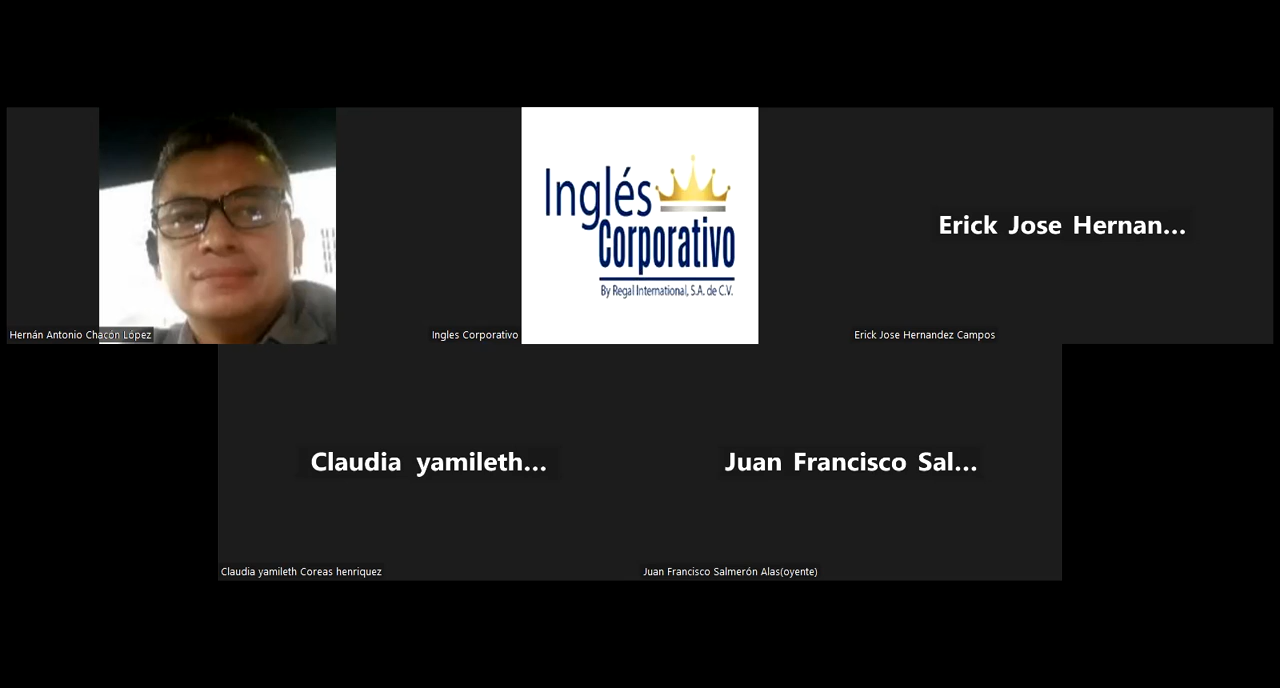 Inglés
Corporativo
By Regal International, S.A. de C.V.
Erick Jose Hernan...
Hernán Antonio Chacón López
Ingles Corporativo
Erick Jose Hernandez Campos
Claudia yamileth...
Juan Francisco Sal...
Claudia yamileth Coreas henriquez
Juan Francisco Salmerón Alas(oyente)